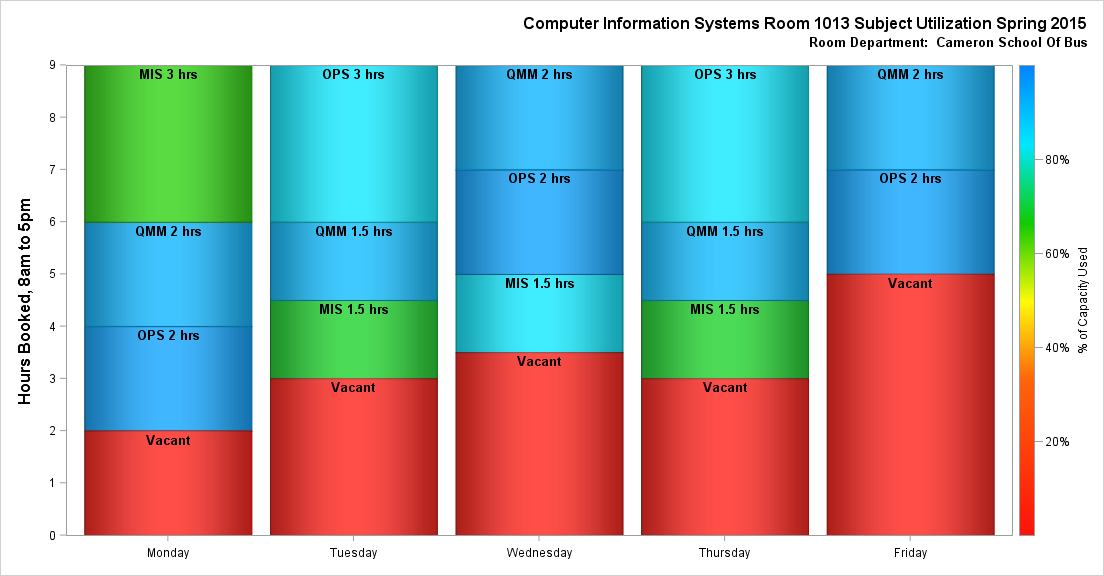 Computer Information Systems Room 1013 Subject Utilization Spring 2015
Room Department:  Cameron School Of Bus
Hours Booked, 8am to 5pm
9
8
7
6
5
4
3
2
1
0
MIS 3 hrs
QMM 2 hrs
OPS 2 hrs
Vacant
OPS 3 hrs
QMM 1.5 hrs
MIS 1.5 hrs
Vacant
QMM 2 hrs
OPS 2 hrs
MIS 1.5 hrs
Vacant
OPS 3 hrs
QMM 1.5 hrs
MIS 1.5 hrs
Vacant
QMM 2 hrs
OPS 2 hrs
Vacant
Monday
Tuesday
Wednesday
Thursday
Friday
80%
60%
40%
20%
% of Capacity Used